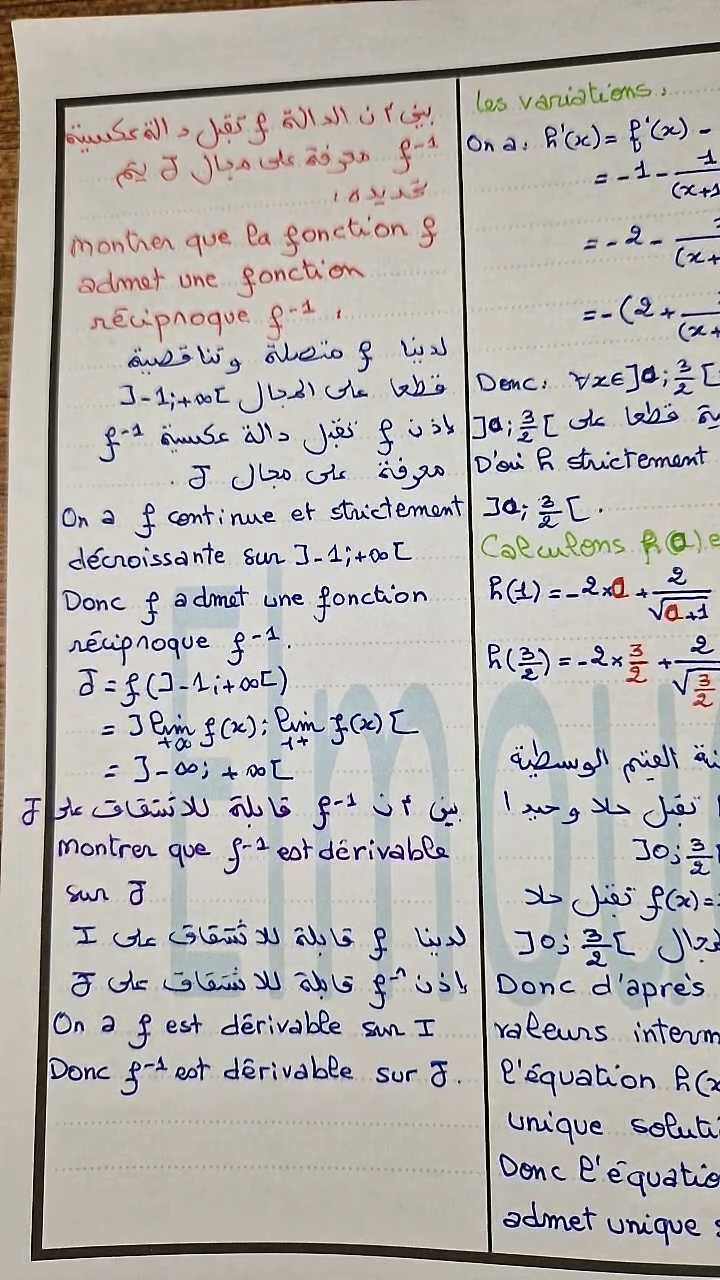 بين أن الدالة f تقبل دالة عكسية
f⁻¹ معرفة على مجال J يتم
تحديده.
montrer que la fonction f
admet une fonction
réciproque f⁻¹.
لدينا f متصلة وتناقصية
قطعا على المجال ]-1;+∞[
إذن f تقبل دالة عكسية f⁻¹
معرفة على مجال J.
On a f continue et strictement
décroissante sur ]-1;+∞[
Donc f admet une fonction
réciproque f⁻¹.
J = f(]-1;+∞[)
= ] lim +∞ f(x); lim -1+ f(x) [
= ]-∞; +∞[
بين أن f⁻¹ قابلة للاشتقاق على J
Montrer que f⁻¹ est dérivable
sur J
لدينا f قابلة للاشتقاق على I
إذن f⁻¹ قابلة للاشتقاق على J
On a f est dérivable sur I
Donc f⁻¹ est dérivable sur J.
les variations.
On a. h'(x) = f'(x) -
= -1 - 1/(x+1
= -2 - /(x+
= -(2 + /(x+
Donc. ∀x∈]0; 3/2[
قطعا على ]0; 3/2[
D'où h strictement
]0; 3/2[.
Calculons h(0) e
h(1) = -2×0 + 2/√0+1
h(3/2) = -2×3/2 + 2/√3/2
القيم الوسطية
تقبل حلا وحيدا
]0; 3/2
f(x)= تقبل حلا
]0; 3/2[
Donc d'après
valeurs interm
l'équation h(x
unique soluti
Donc l'équatio
admet unique s
Elmou